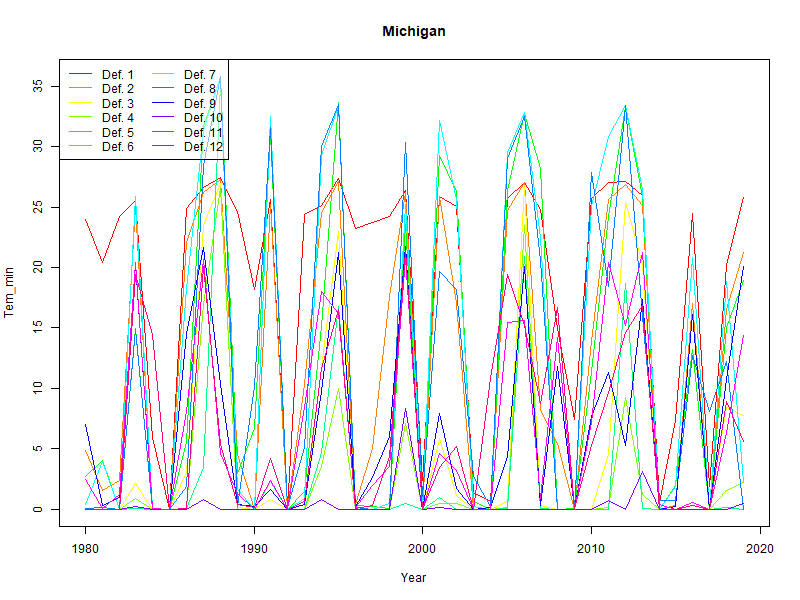 Michigan
Def. 1
Def. 2
Def. 3
Def. 4
Def. 5
Def. 6
Def. 7
Def. 8
Def. 9
Def. 10
Def. 11
Def. 12
Tem_min
35
30
25
20
15
10
5
0
1980
1990
2000
2010
2020
Year